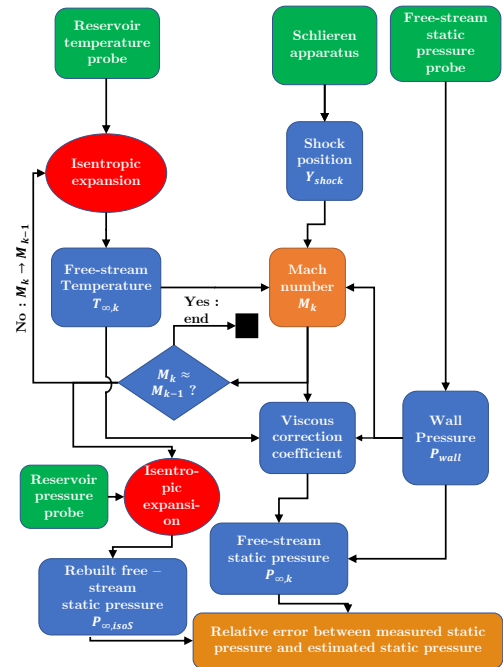 Reservoir
temperature
probe
Schlieren
apparatus
Free-stream
static
pressure
probe
Isentropic
expansion
Shock
position
Y_shock
No : M_k → M_{k-1}
Free-stream
Temperature
T_{∞,k}
Mach
number
M_k
Yes :
end
M_k ≈
M_{k-1} ?
Viscous
correction
coefficient
Wall
Pressure
P_wall
Reservoir
pressure
probe
Isentro-
pic
expansi-
on
Free-stream
static pressure
P_{∞,k}
Rebuilt free –
stream
static pressure
P_{∞,isoS}
Relative error between measured static
pressure and estimated static pressure